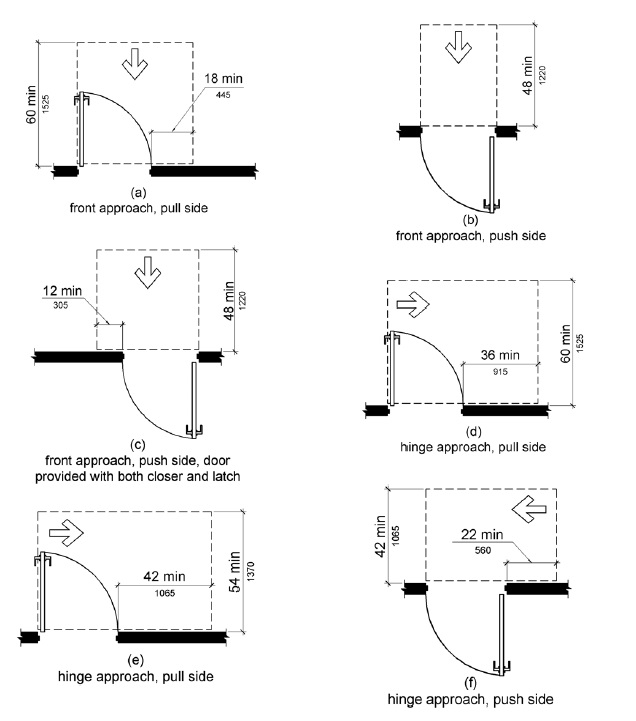 60 min
1525
18 min
445
(a)
front approach, pull side
48 min
1220
(b)
front approach, push side
12 min
305
48 min
1220
(c)
front approach, push side, door
provided with both closer and latch
36 min
915
60 min
1525
(d)
hinge approach, pull side
42 min
1065
54 min
1370
(e)
hinge approach, pull side
42 min
1065
22 min
560
(f)
hinge approach, push side